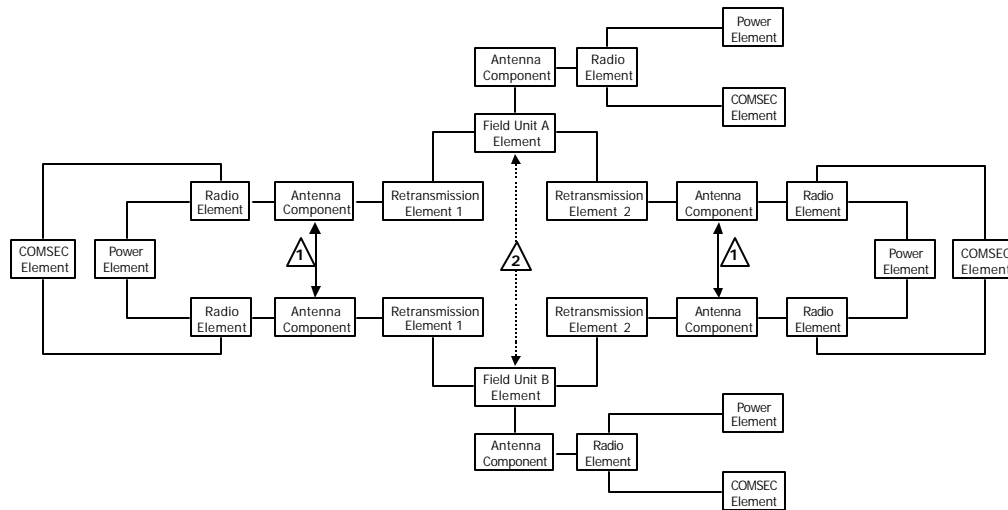 Power
Element
Antenna
Component
Radio
Element
COMSEC
Element
Field Unit A
Element
Radio
Element
Antenna
Component
Retransmission
Element 1
Retransmission
Element 2
Antenna
Component
Radio
Element
COMSEC
Element
Power
Element
1
2
1
Power
Element
COMSEC
Element
Radio
Element
Antenna
Component
Retransmission
Element 1
Retransmission
Element 2
Antenna
Component
Radio
Element
Field Unit B
Element
Power
Element
Antenna
Component
Radio
Element
COMSEC
Element